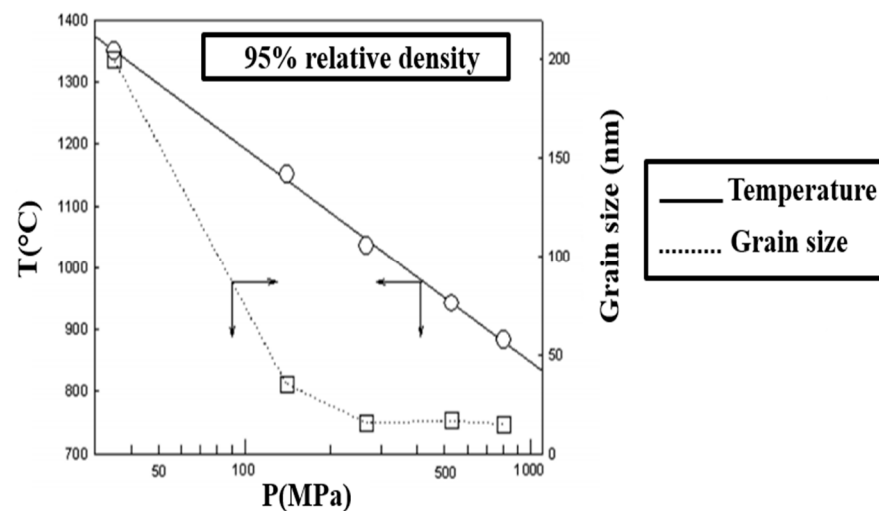 95% relative density
1400
1300
1200
1100
1000
900
800
700
T(°C)
50
100
500
1000
P(MPa)
200
150
100
50
0
Grain size (nm)
Temperature
Grain size